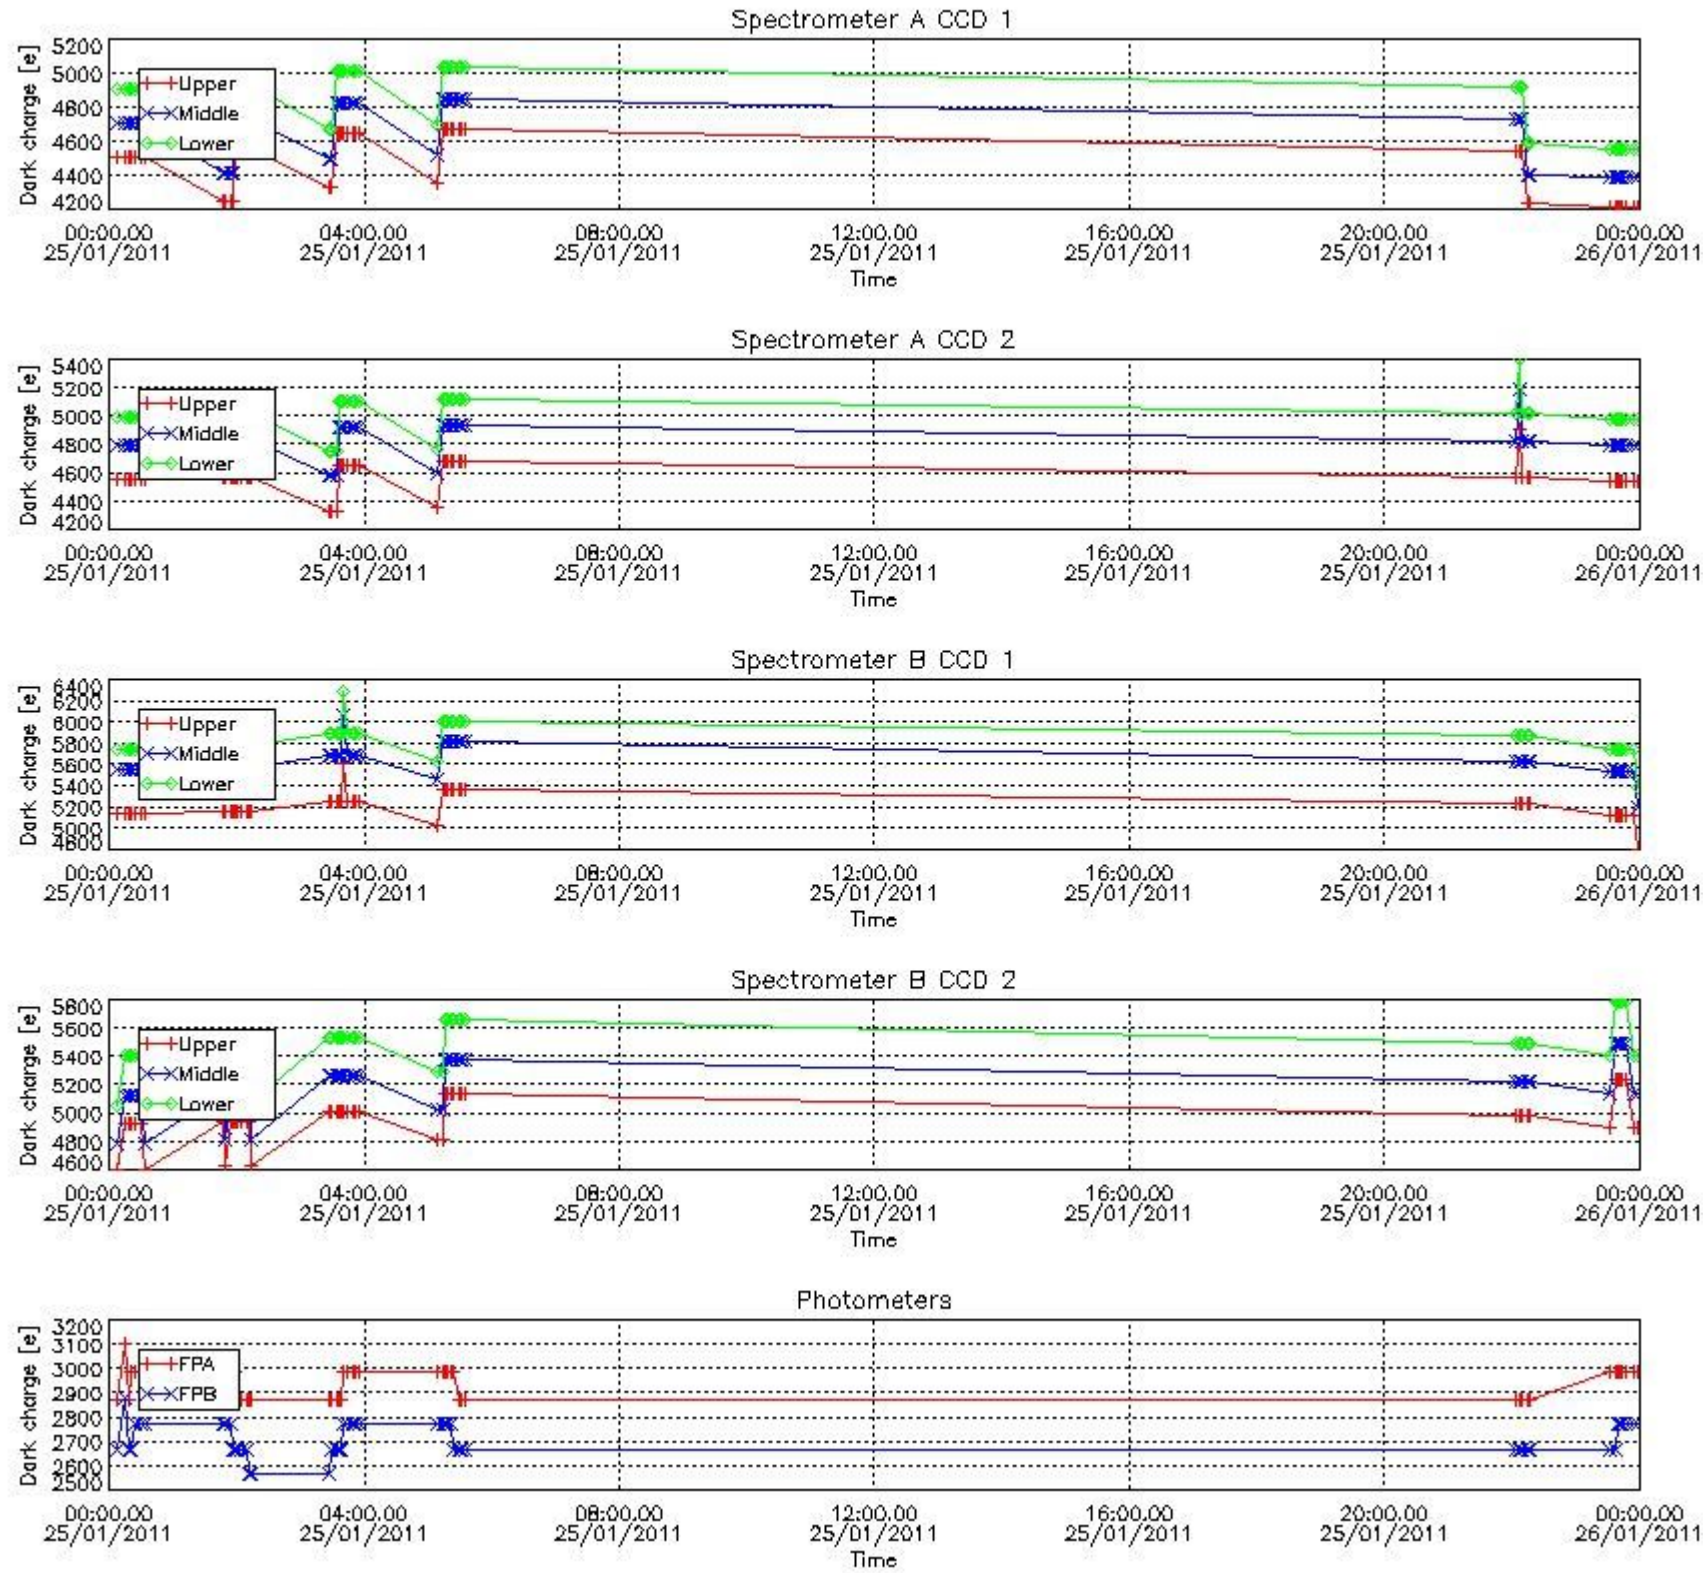 Spectrometer A CCD 1
Dark charge [e]
5200
5000
4800
4600
4400
4200
Upper
Middle
Lower
00:00.00 04:00.00 08:00.00 12:00.00 16:00.00 20:00.00 00:00.00
25/01/2011 25/01/2011 25/01/2011 25/01/2011 25/01/2011 25/01/2011 26/01/2011
Time
Spectrometer A CCD 2
Dark charge [e]
5400
5200
5000
4800
4600
4400
4200
Upper
Middle
Lower
00:00.00 04:00.00 08:00.00 12:00.00 16:00.00 20:00.00 00:00.00
25/01/2011 25/01/2011 25/01/2011 25/01/2011 25/01/2011 25/01/2011 26/01/2011
Time
Spectrometer B CCD 1
Dark charge [e]
6400
6200
6000
5800
5600
5400
5200
5000
4800
Upper
Middle
Lower
00:00.00 04:00.00 08:00.00 12:00.00 16:00.00 20:00.00 00:00.00
25/01/2011 25/01/2011 25/01/2011 25/01/2011 25/01/2011 25/01/2011 26/01/2011
Time
Spectrometer B CCD 2
Dark charge [e]
5800
5600
5400
5200
5000
4800
4600
Upper
Middle
Lower
00:00.00 04:00.00 08:00.00 12:00.00 16:00.00 20:00.00 00:00.00
25/01/2011 25/01/2011 25/01/2011 25/01/2011 25/01/2011 25/01/2011 26/01/2011
Time
Photometers
Dark charge [e]
3200
3100
3000
2900
2800
2700
2600
2500
FPA
FPB
00:00.00 04:00.00 08:00.00 12:00.00 16:00.00 20:00.00 00:00.00
25/01/2011 25/01/2011 25/01/2011 25/01/2011 25/01/2011 25/01/2011 26/01/2011
Time